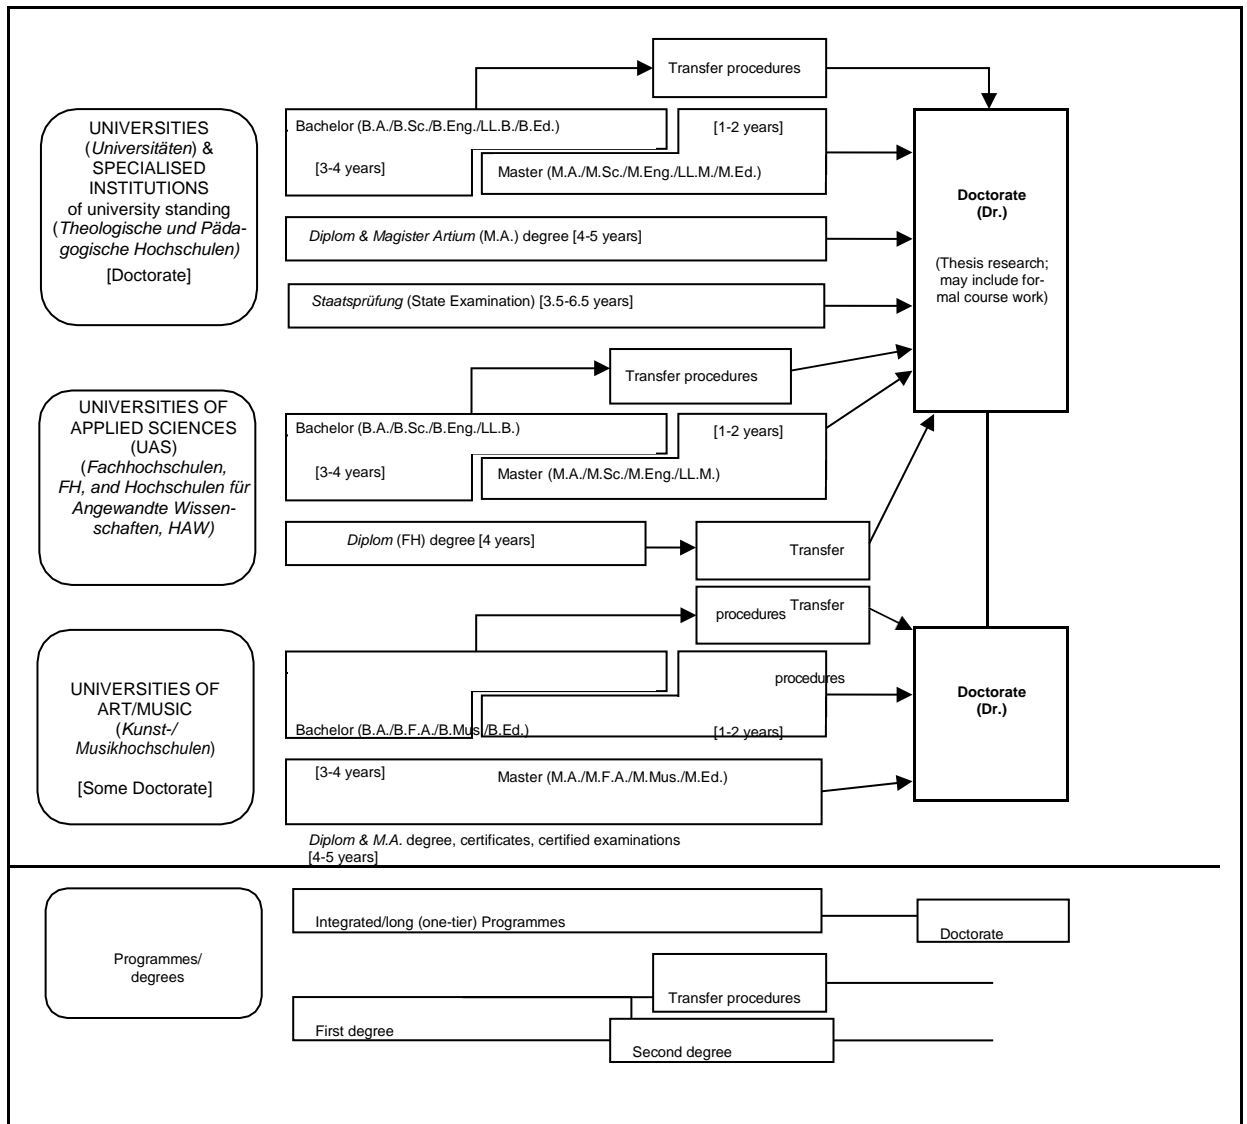 Transfer procedures
UNIVERSITIES
(Universitäten) &
SPECIALISED
INSTITUTIONS
of university standing
(Theologische und Päda-
gogische Hochschulen)
[Doctorate]
Bachelor (B.A./B.Sc./B.Eng./LL.B./B.Ed.)
[1-2 years]
[3-4 years]
Master (M.A./M.Sc./M.Eng./LL.M./M.Ed.)
Diplom & Magister Artium (M.A.) degree [4-5 years]
Staatsprüfung (State Examination) [3.5-6.5 years]
Doctorate
(Dr.)
(Thesis research;
may include for-
mal course work)
Transfer procedures
UNIVERSITIES OF
APPLIED SCIENCES
(UAS)
(Fachhochschulen,
FH, and Hochschulen für
Angewandte Wissen-
schaften, HAW)
Bachelor (B.A./B.Sc./B.Eng./LL.B.)
[1-2 years]
[3-4 years]
Master (M.A./M.Sc./M.Eng./LL.M.)
Diplom (FH) degree [4 years]
Transfer
procedures
Transfer
procedures
UNIVERSITIES OF
ART/MUSIC
(Kunst-/
Musikhochschulen)
[Some Doctorate]
Bachelor (B.A./B.F.A./B.Mus./B.Ed.)
[1-2 years]
[3-4 years]
Master (M.A./M.F.A./M.Mus./M.Ed.)
Diplom & M.A. degree, certificates, certified examinations
[4-5 years]
Doctorate
(Dr.)
Programmes/
degrees
Integrated/long (one-tier) Programmes
Doctorate
Transfer procedures
First degree
Second degree